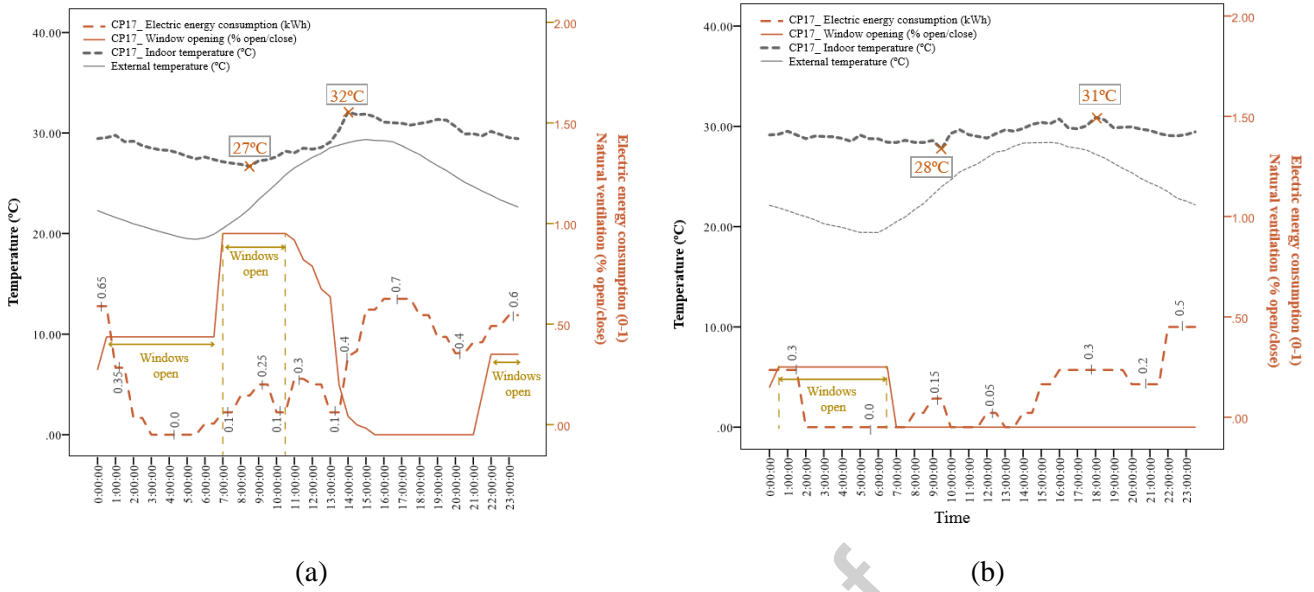 CP17_ Electric energy consumption (kWh)
CP17_ Window opening (% open/close)
CP17_ Indoor temperature (ºC)
External temperature (ºC)
40.00
30.00
20.00
10.00
.00
Temperature (ºC)
2.00
1.50
1.00
.50
.00
Electric energy consumption (0-1)
Natural ventilation (% open/close)
27ºC
32ºC
Windows
open
Windows
open
Windows
open
0.65
0.35
0.0
0.1
0.25
0.1
0.3
0.1
0.4
0.7
0.4
0.6
0:00:00
1:00:00
2:00:00
3:00:00
4:00:00
5:00:00
6:00:00
7:00:00
8:00:00
9:00:00
10:00:00
11:00:00
12:00:00
13:00:00
14:00:00
15:00:00
16:00:00
17:00:00
18:00:00
19:00:00
20:00:00
21:00:00
22:00:00
23:00:00
(a)
CP17_ Electric energy consumption (kWh)
CP17_ Window opening (% open/close)
CP17_ Indoor temperature (ºC)
External temperature (ºC)
40.00
30.00
20.00
10.00
.00
Temperature (ºC)
2.00
1.50
1.00
.50
.00
Electric energy consumption (0-1)
Natural ventilation (% open/close)
28ºC
31ºC
Windows
open
0.3
0.0
0.15
0.05
0.3
0.2
0.5
0:00:00
1:00:00
2:00:00
3:00:00
4:00:00
5:00:00
6:00:00
7:00:00
8:00:00
9:00:00
10:00:00
11:00:00
12:00:00
13:00:00
14:00:00
15:00:00
16:00:00
17:00:00
18:00:00
19:00:00
20:00:00
21:00:00
22:00:00
23:00:00
Time
(b)
f